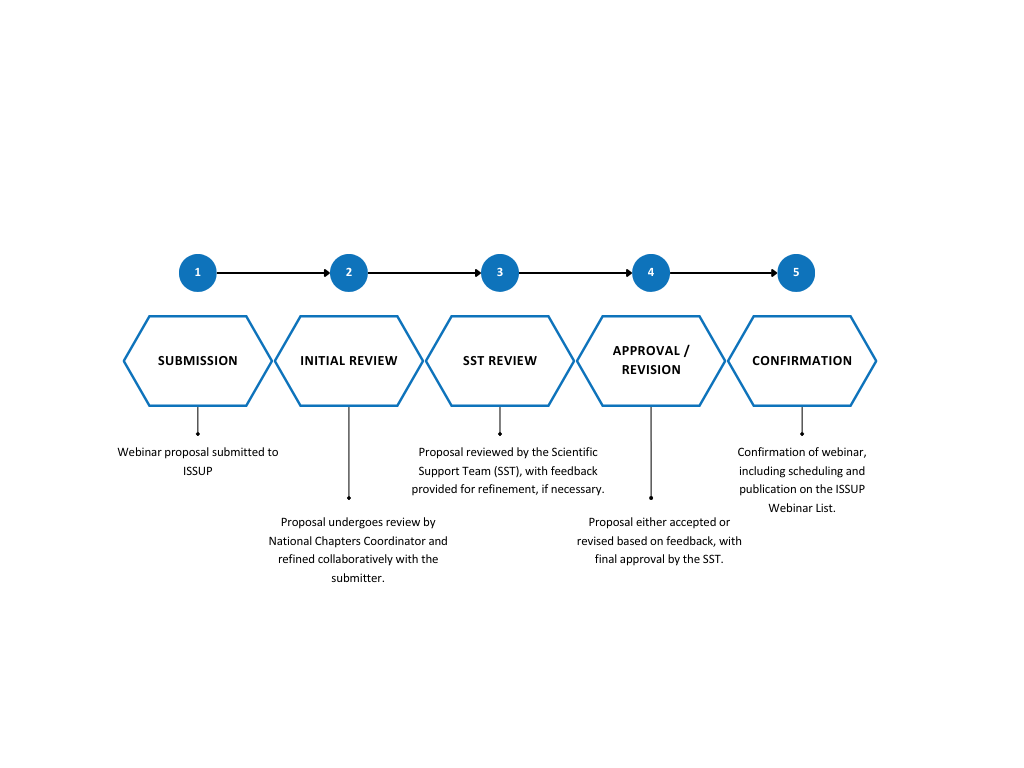 1
2
3
4
5
SUBMISSION
INITIAL REVIEW
SST REVIEW
APPROVAL /
REVISION
CONFIRMATION
Webinar proposal submitted to
ISSUP
Proposal undergoes review by
National Chapters Coordinator and
refined collaboratively with the
submitter.
Proposal reviewed by the Scientific
Support Team (SST), with feedback
provided for refinement, if necessary.
Proposal either accepted or
revised based on feedback, with
final approval by the SST.
Confirmation of webinar,
including scheduling and
publication on the ISSUP
Webinar List.